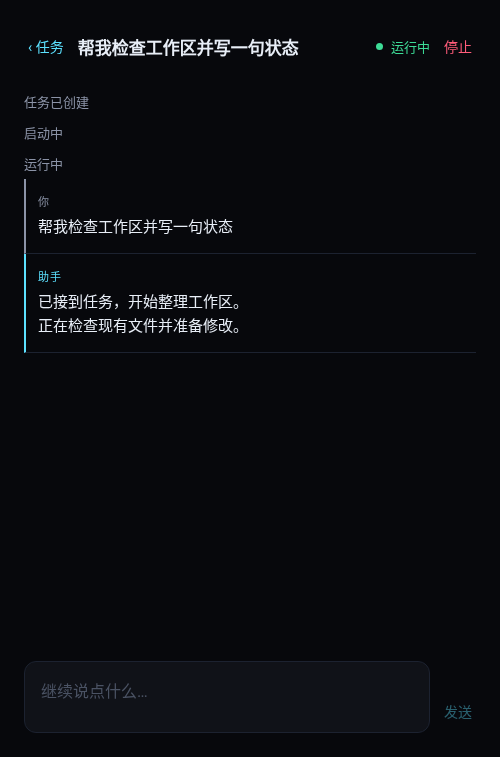 ‹ 任务 帮我检查工作区并写一句状态 运行中 停止
任务已创建
启动中
运行中
你
帮我检查工作区并写一句状态
助手
已接到任务，开始整理工作区。
正在检查现有文件并准备修改。
继续说点什么...
发送